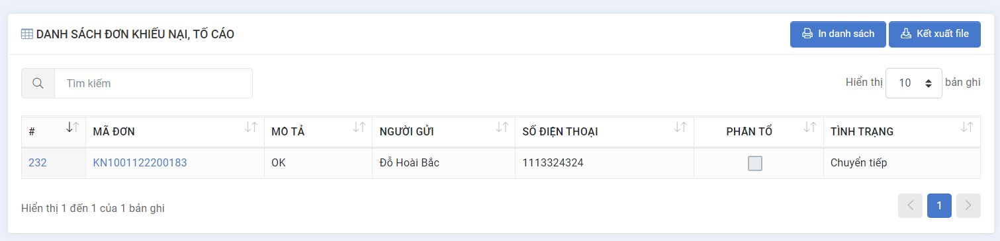 DANH SÁCH ĐƠN KHIẾU NẠI, TỐ CÁO
In danh sách
Kết xuất file
Tìm kiếm
Hiển thị 10 bản ghi
# MÃ ĐƠN MÔ TẢ NGƯỜI GỬI SỐ ĐIỆN THOẠI PHÂN TỔ TÌNH TRẠNG
232 KN1001122200183 OK Đỗ Hoài Bắc 1113324324 Chuyển tiếp
Hiển thị 1 đến 1 của 1 bản ghi
1